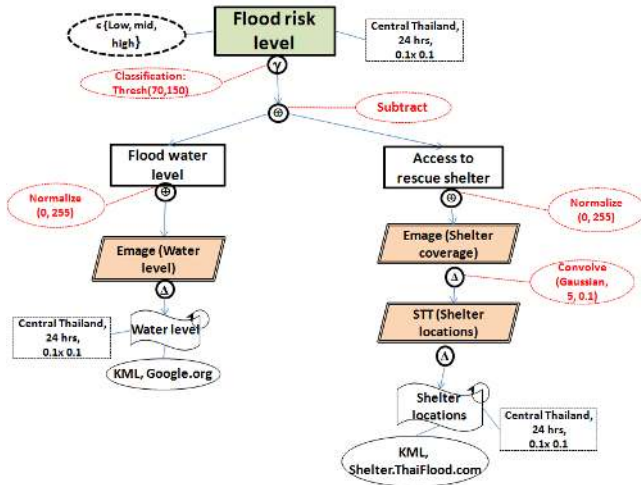 ϵ {Low, mid,
high}
Flood risk
level
Central Thailand,
24 hrs,
0.1x 0.1
γ
Classification:
Thresh(70,150)
⊕
Subtract
Flood water
level
Access to
rescue shelter
⊕
⊕
Normalize
(0, 255)
Normalize
(0, 255)
Emage (Water
level)
Emage (Shelter
coverage)
Δ
Δ
Convolve
(Gaussian,
5, 0.1)
Central Thailand,
24 hrs,
0.1x 0.1
Water level
STT (Shelter
locations)
KML, Google.org
Δ
Shelter
locations
Central Thailand,
24 hrs,
0.1x 0.1
KML,
Shelter.ThaiFlood.com